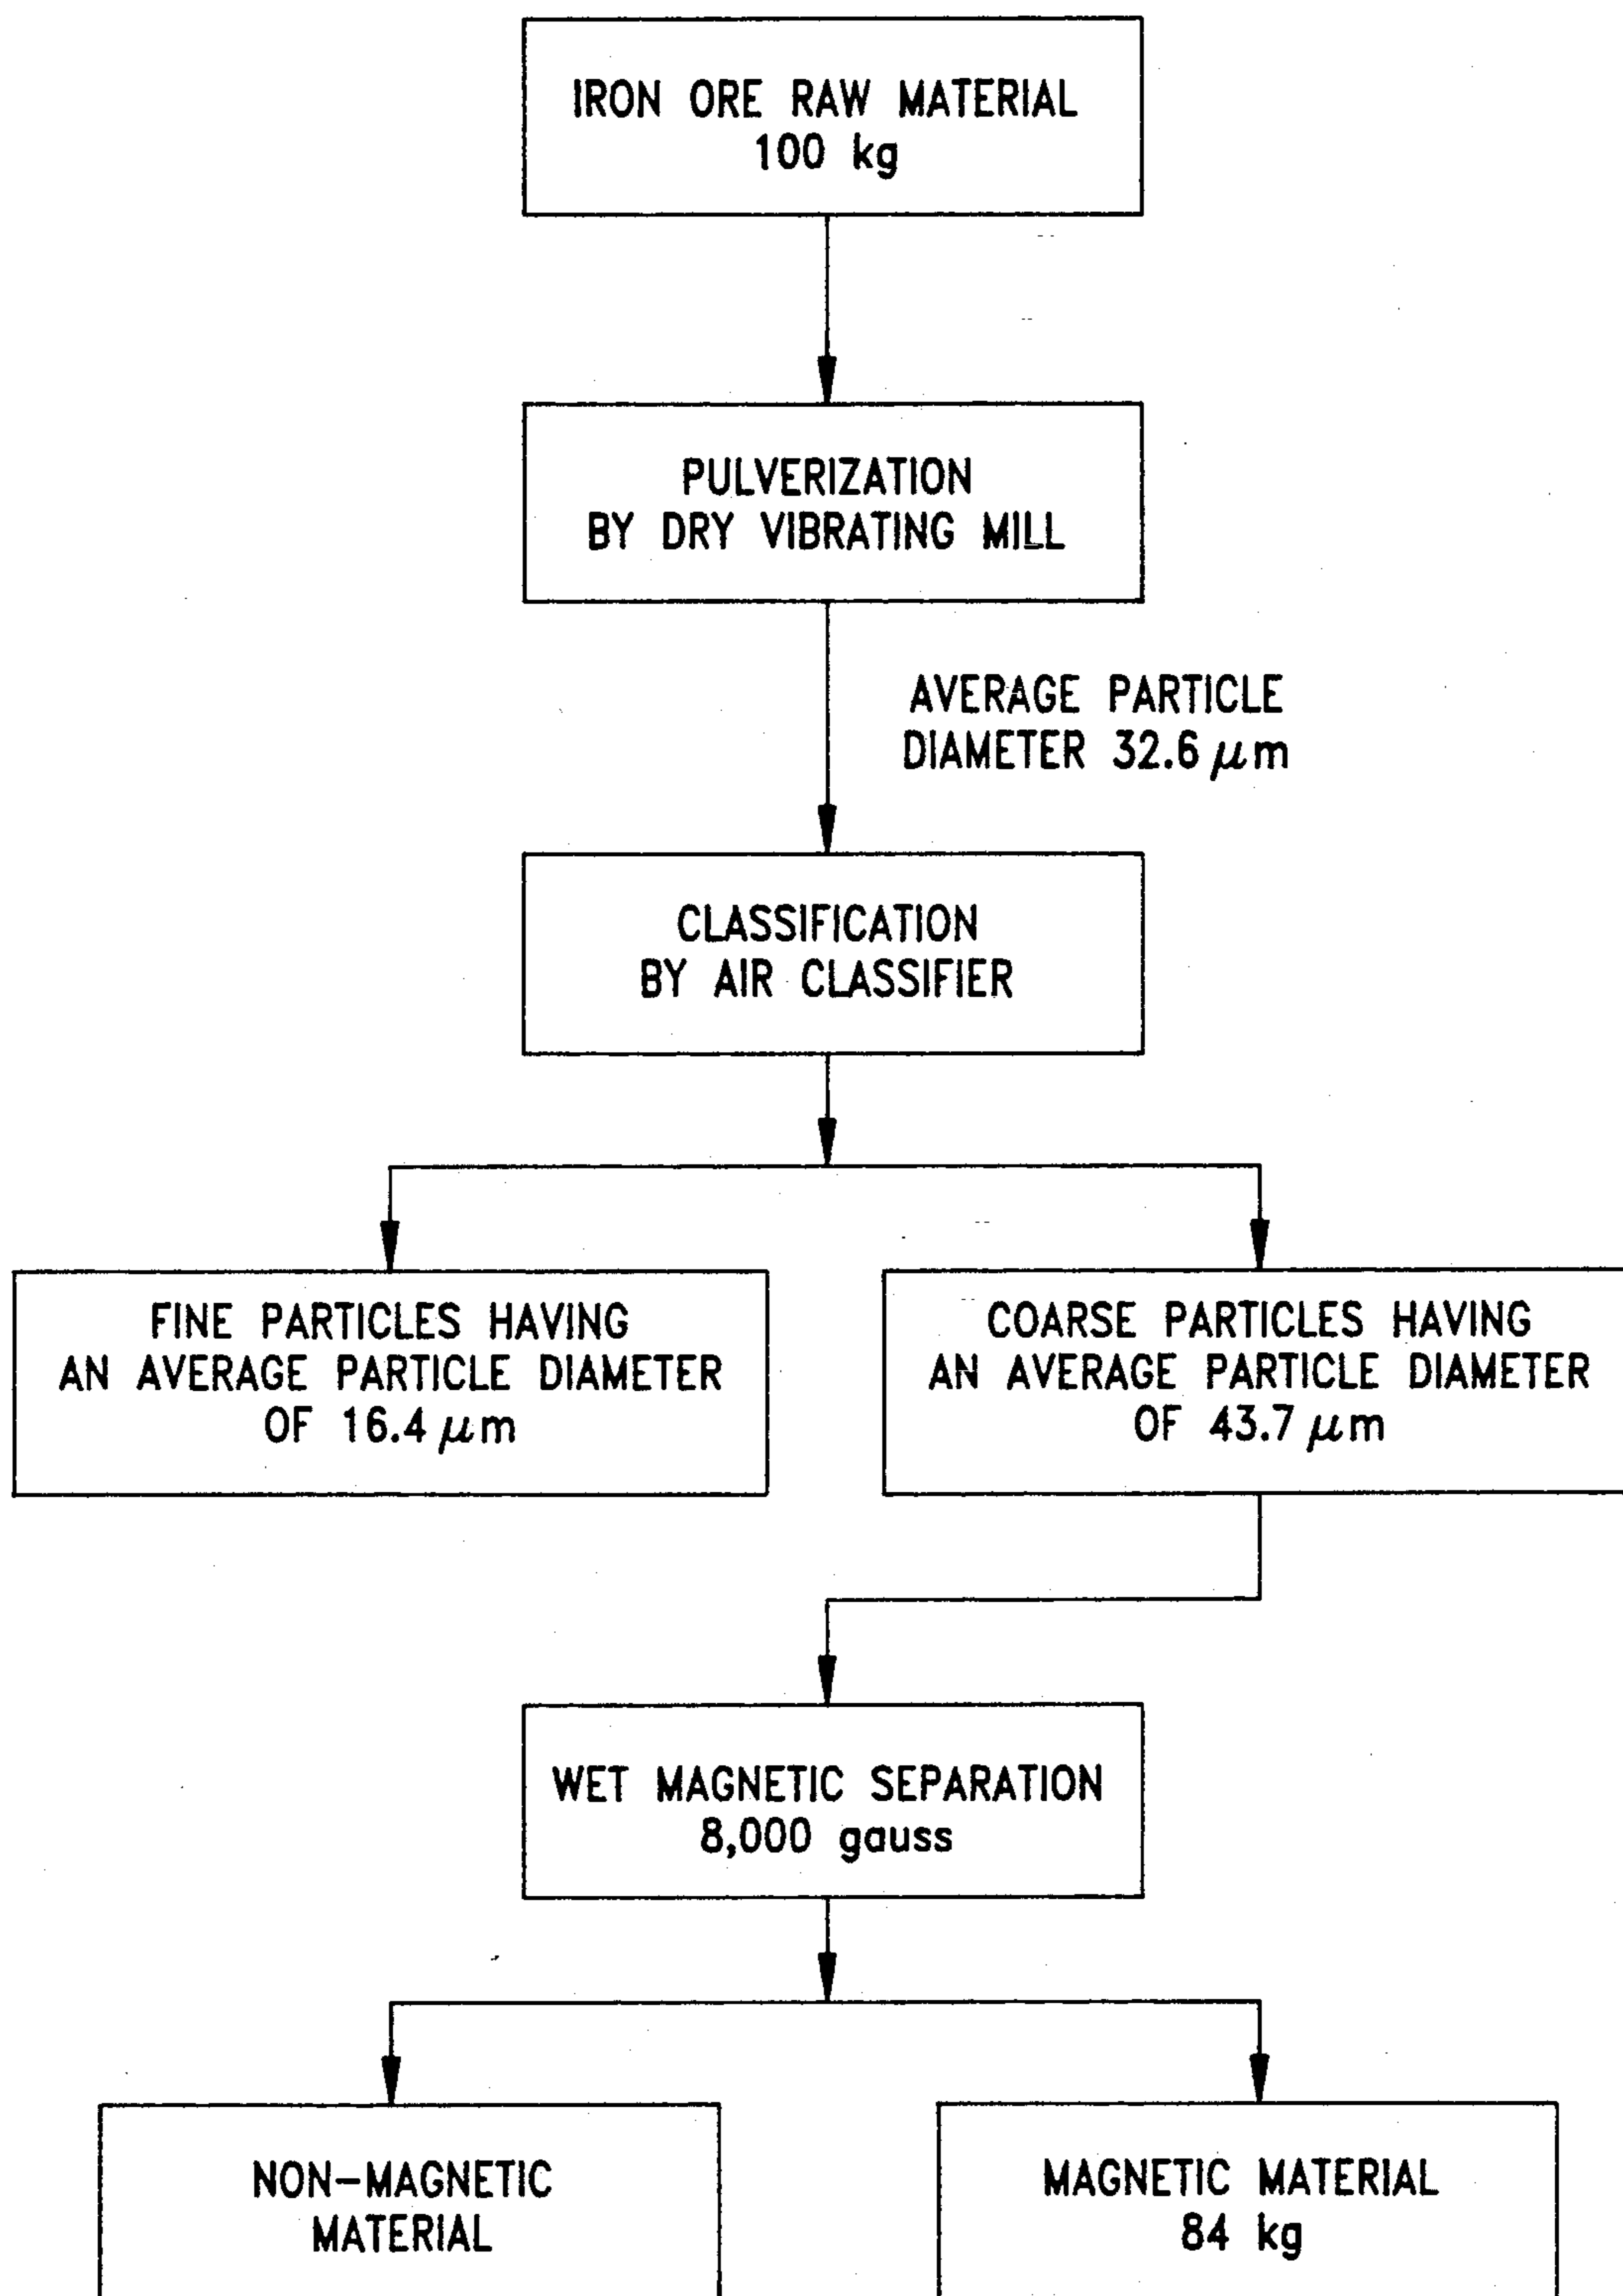 IRON ORE RAW MATERIAL
100 kg
PULVERIZATION
BY DRY VIBRATING MILL
AVERAGE PARTICLE
DIAMETER 32.6 μm
CLASSIFICATION
BY AIR CLASSIFIER
FINE PARTICLES HAVING
AN AVERAGE PARTICLE DIAMETER
OF 16.4 μm
COARSE PARTICLES HAVING
AN AVERAGE PARTICLE DIAMETER
OF 43.7 μm
WET MAGNETIC SEPARATION
8,000 gauss
NON-MAGNETIC
MATERIAL
MAGNETIC MATERIAL
84 kg